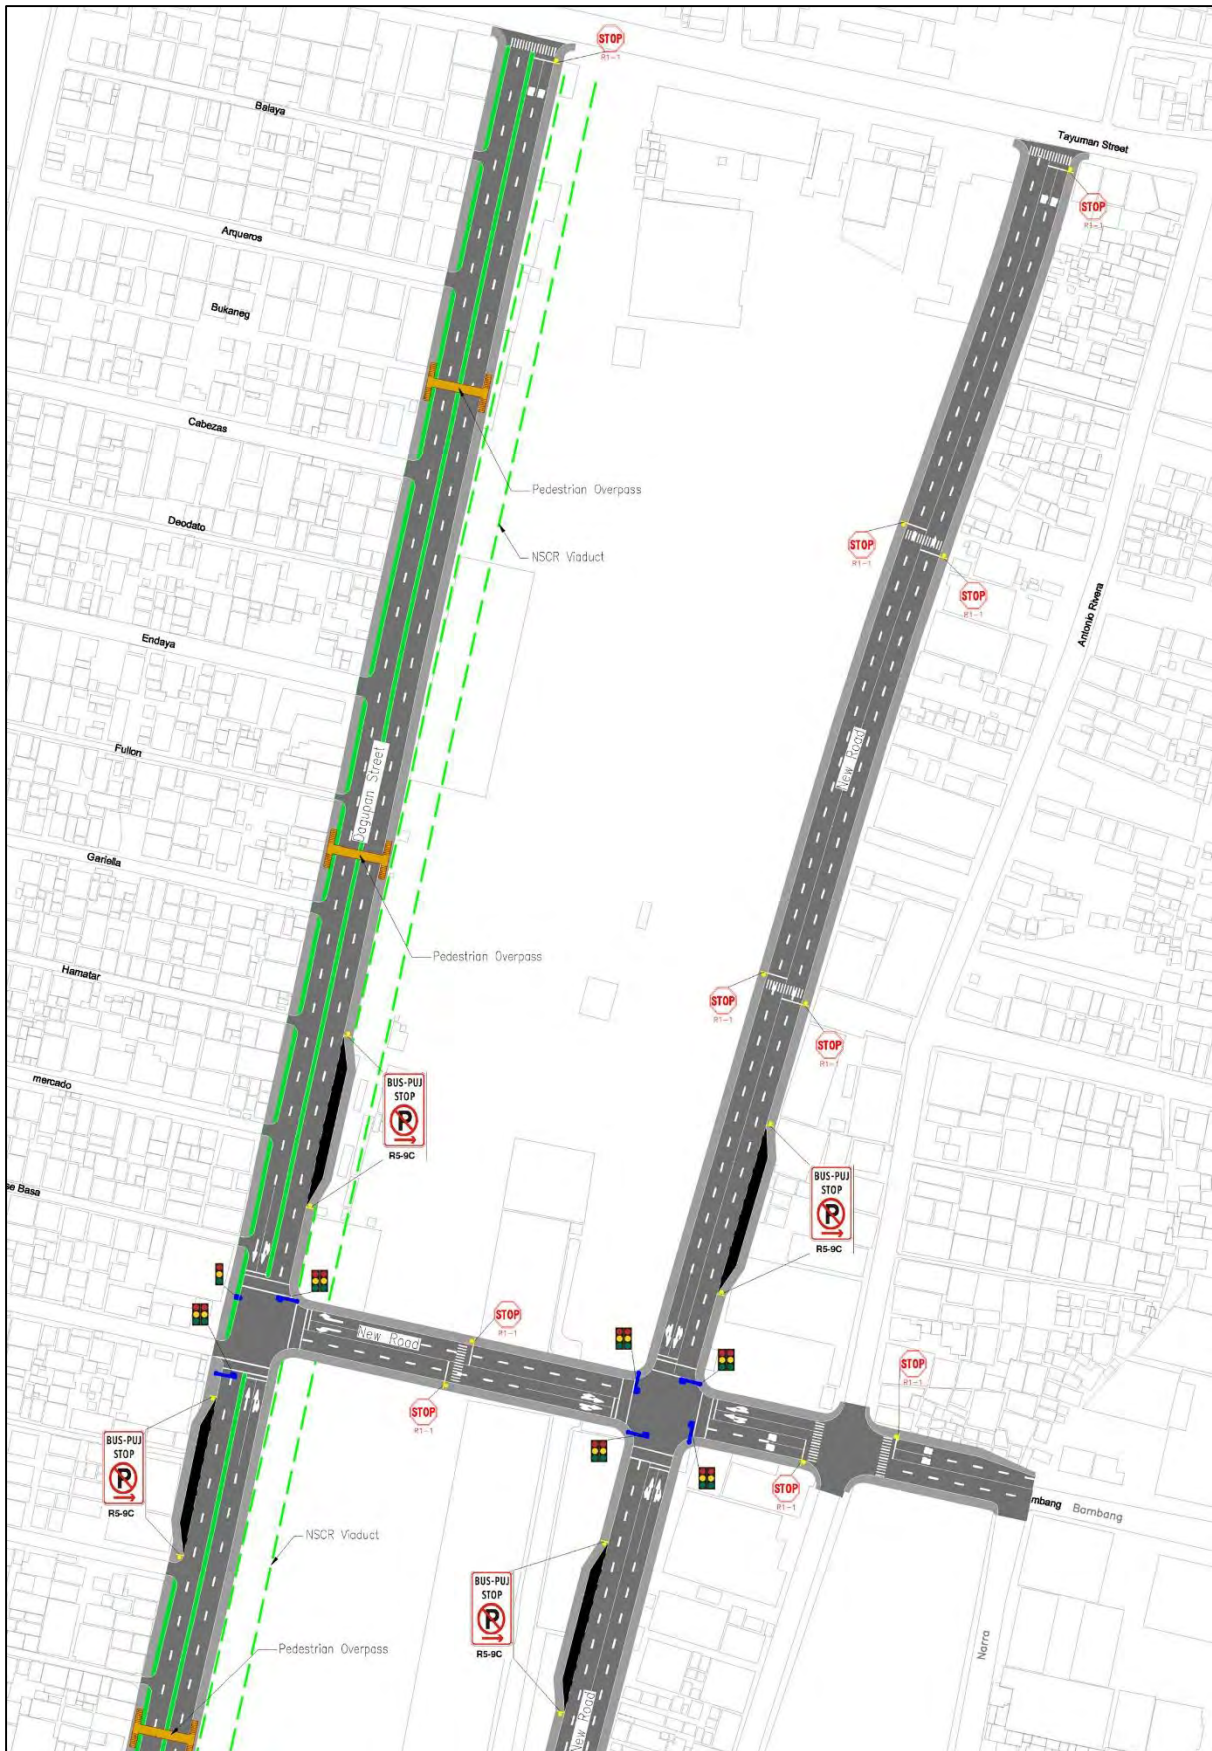 STOP
R1-1
Balaya
Tayuman Street
STOP
R1-1
Arqueros
Bukaneg
Cabezas
Pedestrian Overpass
Deodato
NSCR Viaduct
STOP
R1-1
STOP
R1-1
Antonio Rivera
Endaya
Fullon
Dagupan Street
New Road
Gariella
Pedestrian Overpass
Hamatar
STOP
R1-1
STOP
R1-1
mercado
BUS-PUJ
STOP
P
R5-9C
BUS-PUJ
STOP
P
R5-9C
se Basa
New Road
STOP
R1-1
STOP
R1-1
STOP
R1-1
BUS-PUJ
STOP
P
R5-9C
STOP
R1-1
mbang
Bambang
NSCR Viaduct
BUS-PUJ
STOP
P
R5-9C
Pedestrian Overpass
Narra
New Road